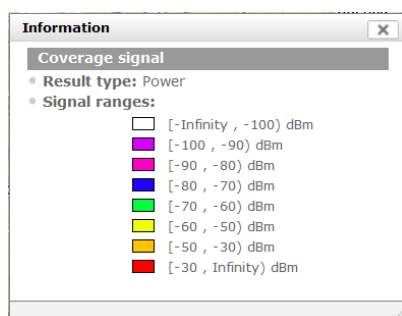 Information
Coverage signal
Result type: Power
Signal ranges:
[-Infinity , -100) dBm
[-100 , -90) dBm
[-90 , -80) dBm
[-80 , -70) dBm
[-70 , -60) dBm
[-60 , -50) dBm
[-50 , -30) dBm
[-30 , Infinity) dBm